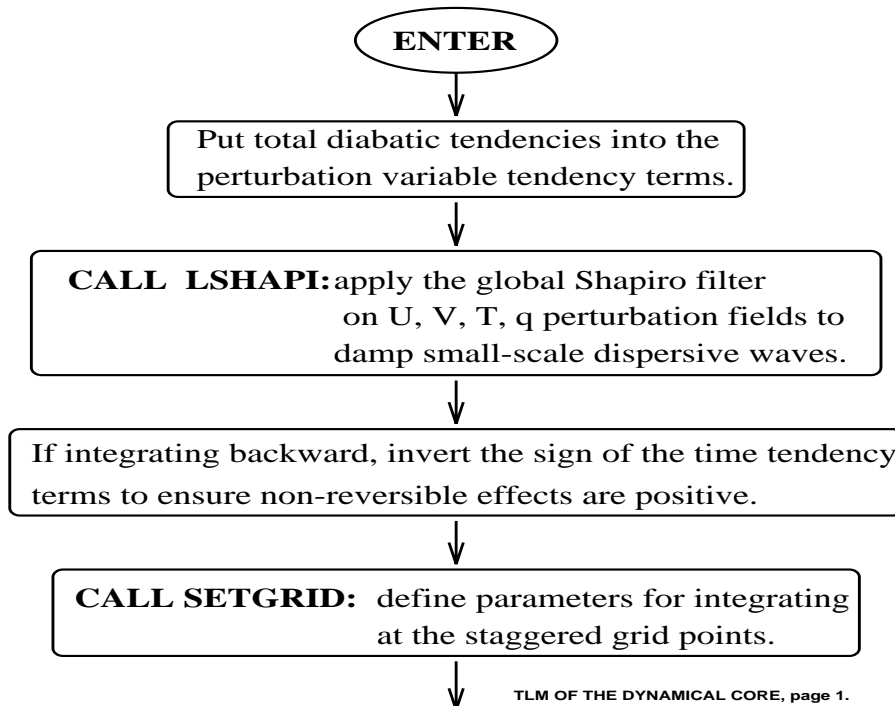 ENTER
Put total diabatic tendencies into the
perturbation variable tendency terms.
CALL LSHAPI: apply the global Shapiro filter
on U, V, T, q perturbation fields to
damp small-scale dispersive waves.
If integrating backward, invert the sign of the time tendency
terms to ensure non-reversible effects are positive.
CALL SETGRID: define parameters for integrating
at the staggered grid points.
TLM OF THE DYNAMICAL CORE, page 1.